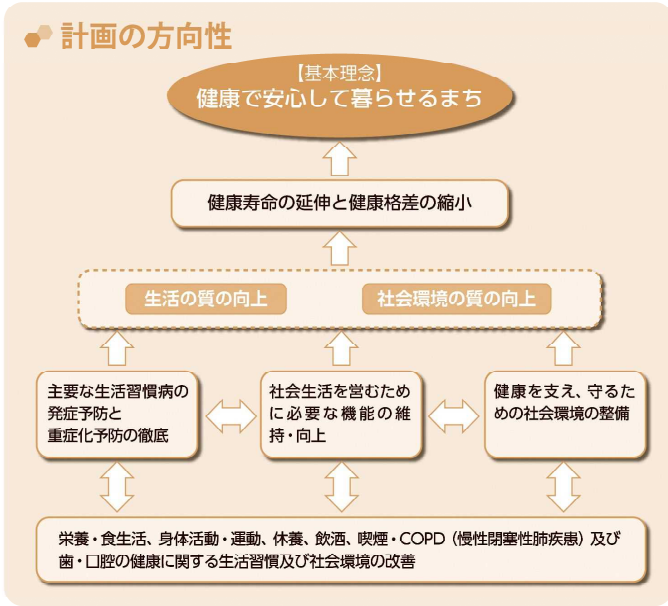 計画の方向性
【基本理念】
健康で安心して暮らせるまち
健康寿命の延伸と健康格差の縮小
生活の質の向上
社会環境の質の向上
主要な生活習慣病の
発症予防と
重症化予防の徹底
社会生活を営むため
に必要な機能の維
持・向上
健康を支え、守るた
めの社会環境の整備
栄養・食生活、身体活動・運動、休養、飲酒、喫煙・COPD（慢性閉塞性肺疾患）及び
歯・口腔の健康に関する生活習慣及び社会環境の改善